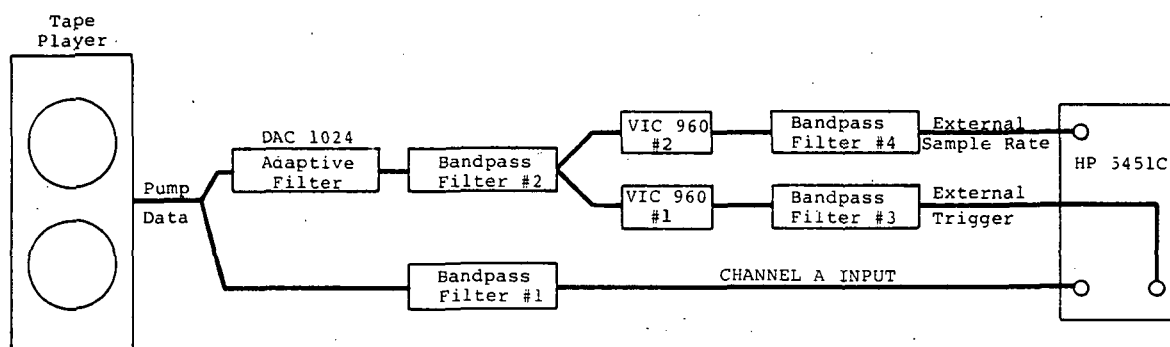 Tape
Player
DAC 1024
Adaptive
Filter
Pump
Data
Bandpass
Filter #2
VIC 960
#2
VIC 960
#1
Bandpass
Filter #4
Bandpass
Filter #3
External
Sample Rate
External
Trigger
HP 5451C
Bandpass
Filter #1
CHANNEL A INPUT